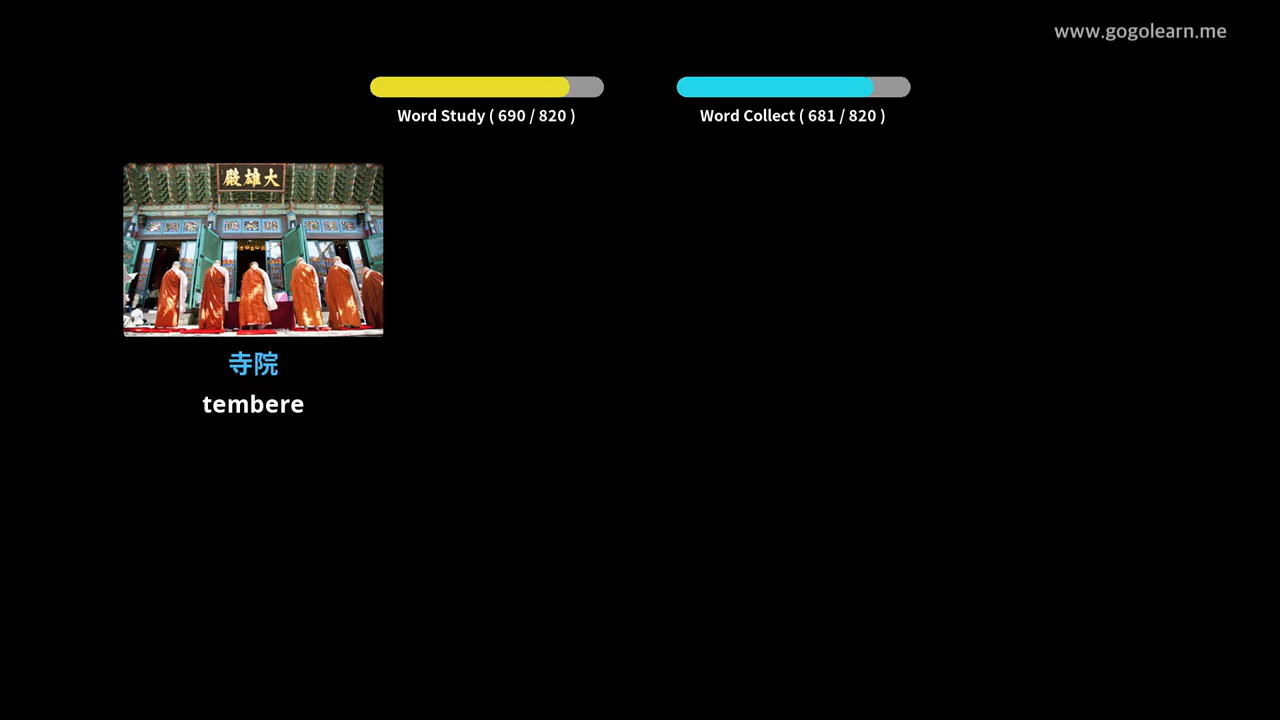 www.gogolearn.me
Word Study ( 690 / 820 )
Word Collect ( 681 / 820 )
殿雄大
寺院
tembere